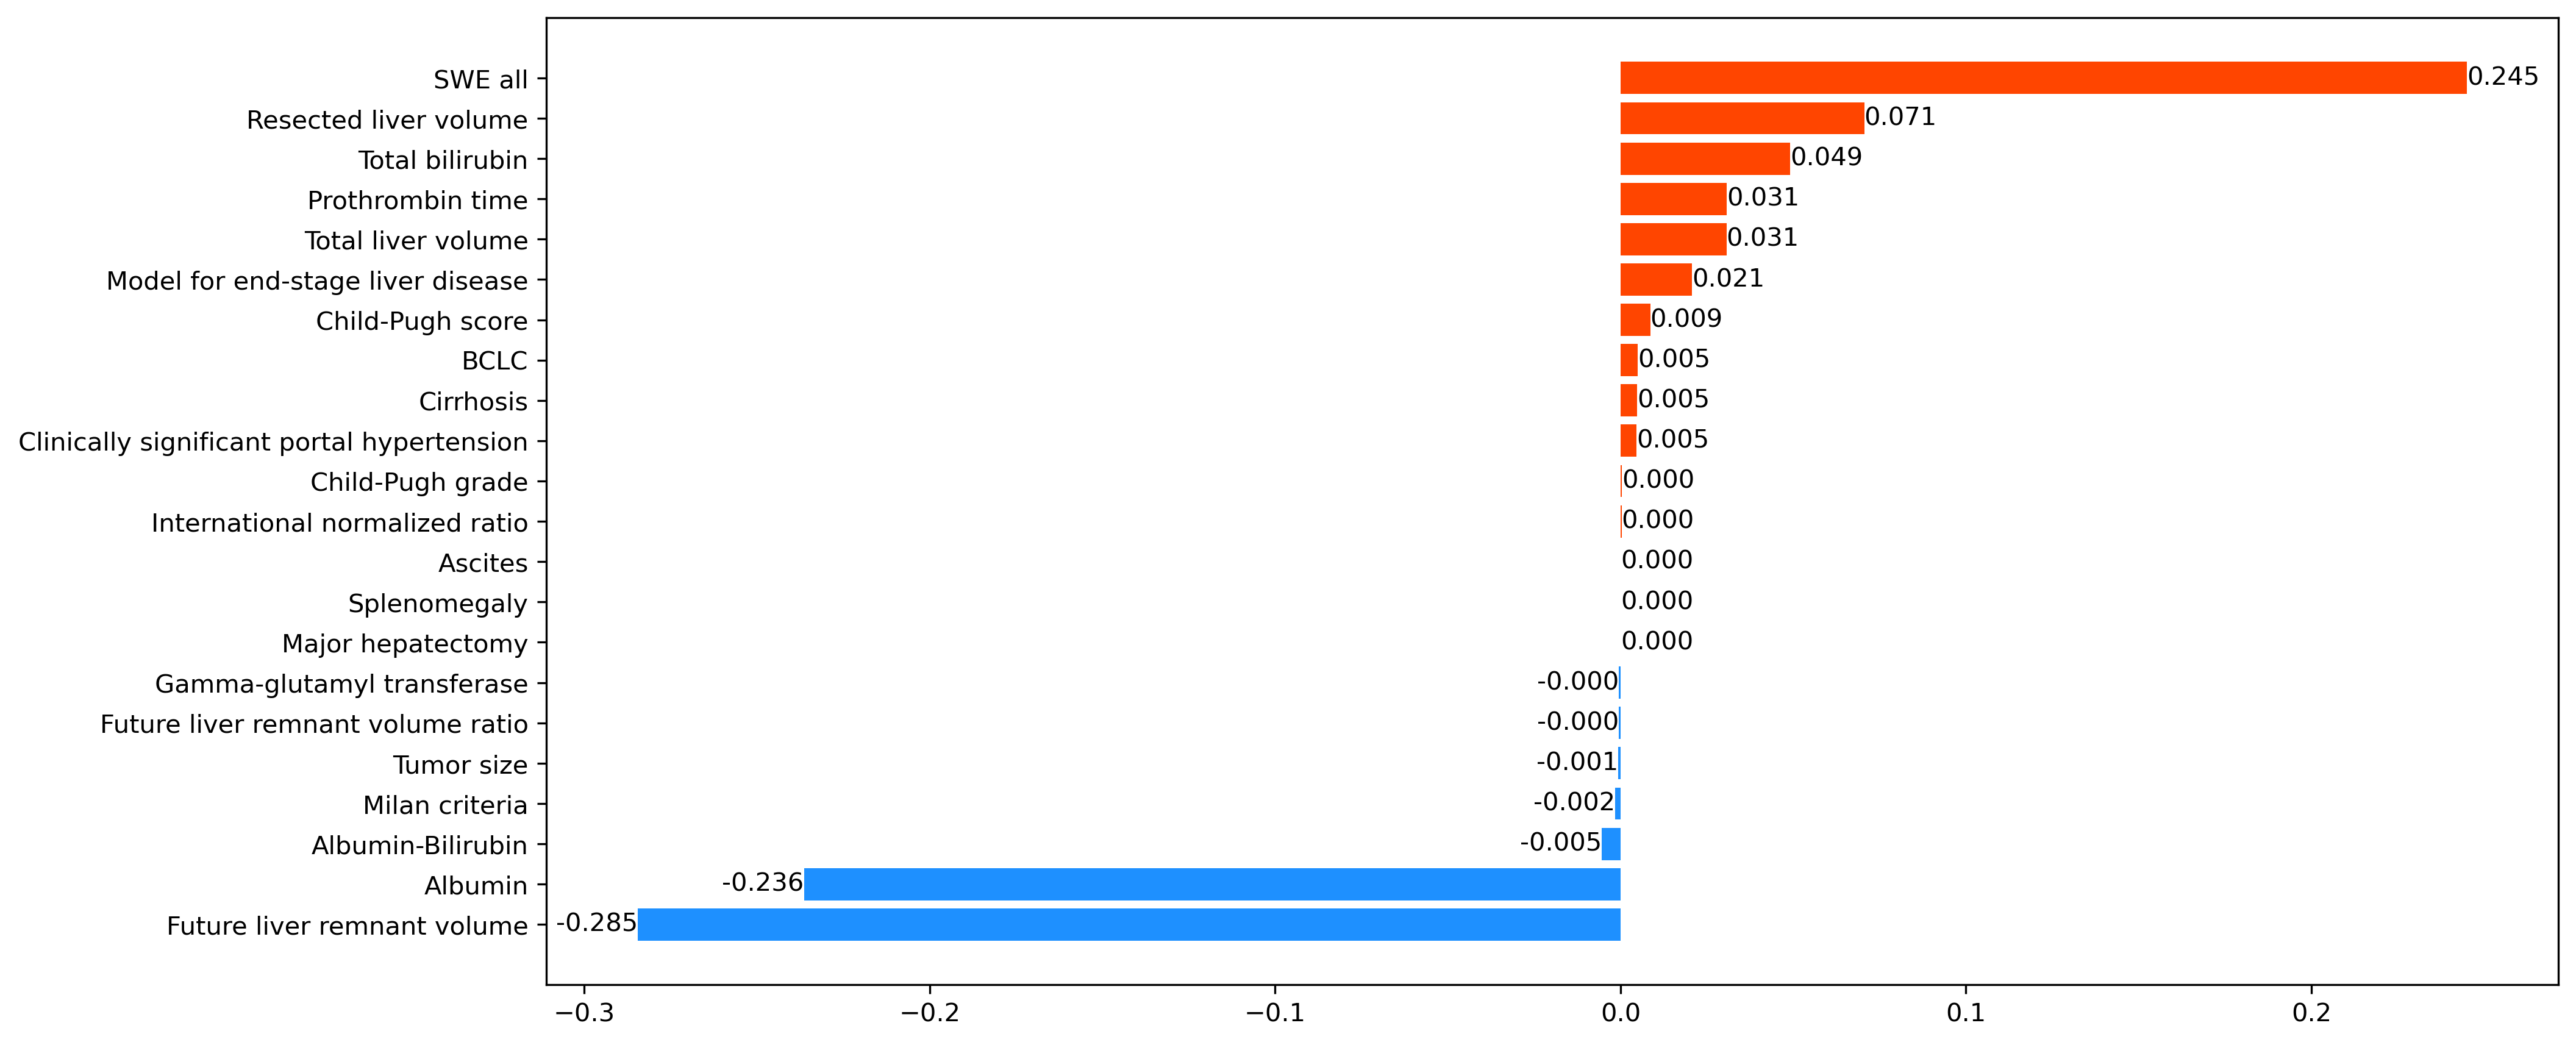 SWE all 0.245
Resected liver volume 0.071
Total bilirubin 0.049
Prothrombin time 0.031
Total liver volume 0.031
Model for end-stage liver disease 0.021
Child-Pugh score 0.009
BCLC 0.005
Cirrhosis 0.005
Clinically significant portal hypertension 0.005
Child-Pugh grade 0.000
International normalized ratio 0.000
Ascites 0.000
Splenomegaly 0.000
Major hepatectomy 0.000
Gamma-glutamyl transferase -0.000
Future liver remnant volume ratio -0.000
Tumor size -0.001
Milan criteria -0.002
Albumin-Bilirubin -0.005
Albumin -0.236
Future liver remnant volume -0.285
−0.3 −0.2 −0.1 0.0 0.1 0.2